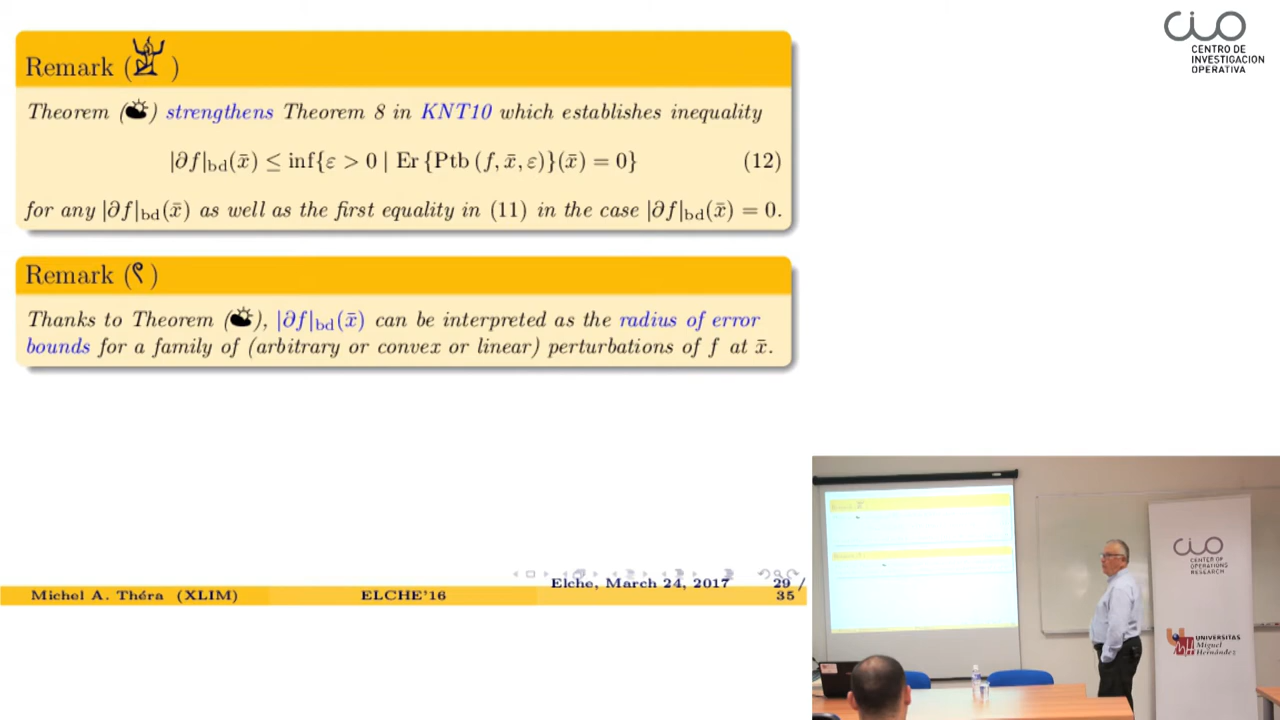 Remark ( )
Theorem ( ) strengthens Theorem 8 in KNT10 which establishes inequality
|∂f|bd(x̄) ≤ inf{ε > 0 | Er {Ptb (f, x̄, ε)}(x̄) = 0} (12)
for any |∂f|bd(x̄) as well as the first equality in (11) in the case |∂f|bd(x̄) = 0.
Remark ( )
Thanks to Theorem ( ), |∂f|bd(x̄) can be interpreted as the radius of error
bounds for a family of (arbitrary or convex or linear) perturbations of f at x̄.
Michel A. Théra (XLIM) ELCHE'16 Elche, March 24, 2017 29 /
35
CIO
CENTRO DE
INVESTIGACION
OPERATIVA
CIO
CENTER OF
OPERATIONS
RESEARCH
UNIVERSITAS
Miguel
Hernández